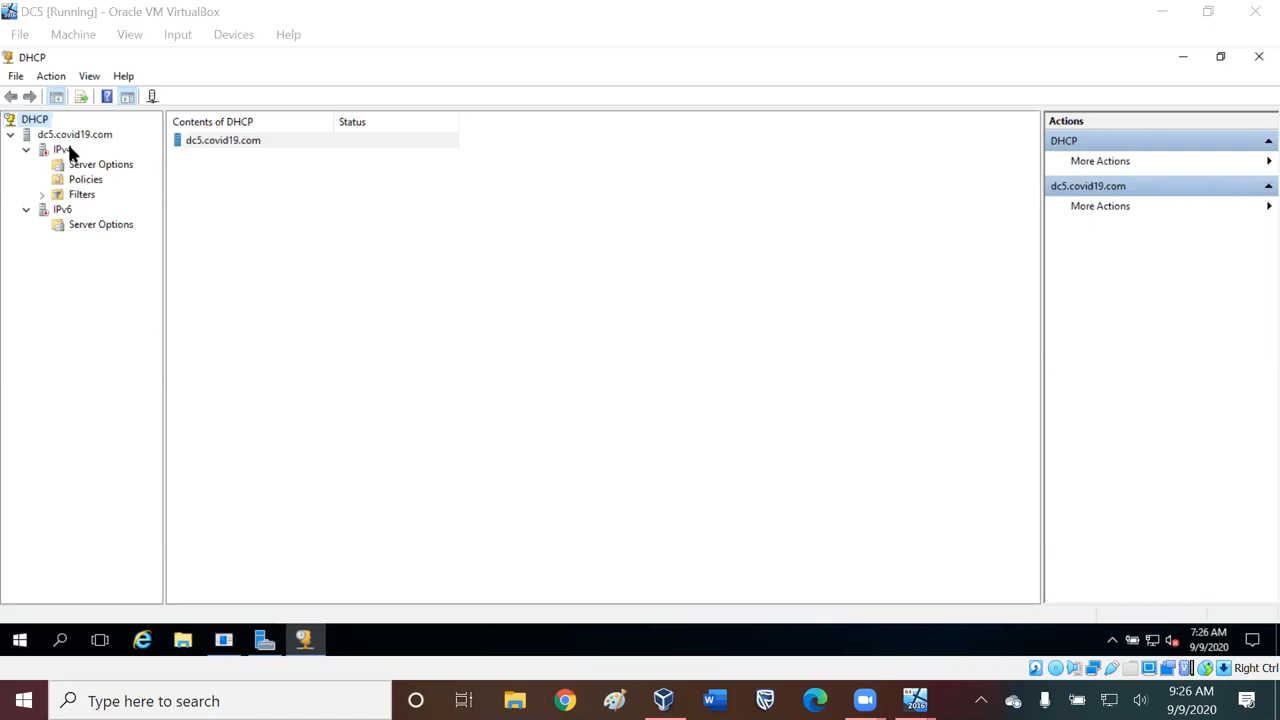 DC5 [Running] - Oracle VM VirtualBox
File Machine View Input Devices Help
DHCP
File Action View Help
DHCP
dc5.covid19.com
Server Options
Policies
Filters
IPv6
Server Options
Contents of DHCP Status
dc5.covid19.com
Actions
DHCP
More Actions
dc5.covid19.com
More Actions
7:26 AM
9/9/2020
Right Ctrl
Type here to search
2016
9:26 AM
9/9/2020